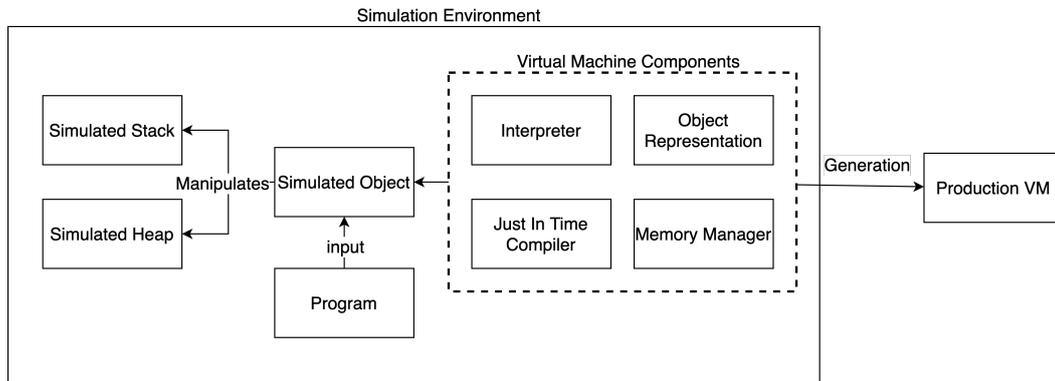 Simulation Environment
Virtual Machine Components
Simulated Stack
Interpreter
Object
Representation
Generation
Manipulates
Simulated Object
Production VM
Simulated Heap
Just In Time
Compiler
Memory Manager
input
Program